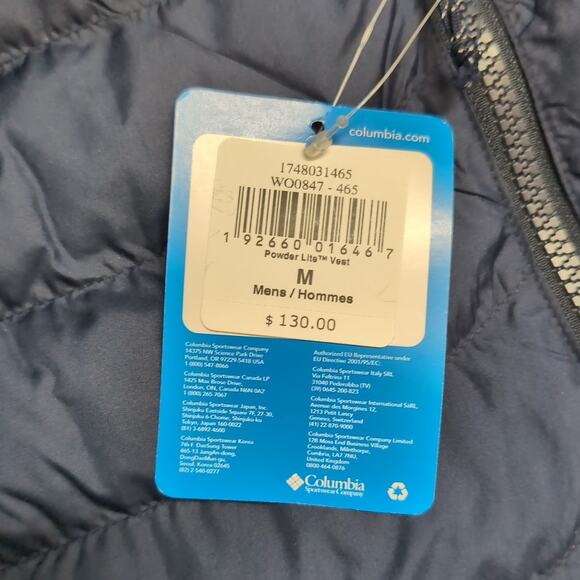 columbia.com
1748031465
WO0847 - 465
1 92660 01646 7
Powder Lite™ Vest
M
Mens / Hommes
$ 130.00
Columbia Sportswear Company
14375 NW Science Park Drive
Portland, OR 97229-5418 USA
1-(800) 547-8066
Columbia Sportswear Canada LP
1425 Max Brose Drive,
London, ON, Canada N6N 0A2
1-(800) 265-7067
Columbia Sportswear Japan, Inc.
Shinjuku Eastside Square 7F, 27-30,
Shinjuku 6-Chome, Shinjuku-ku
Tokyo, Japan 160-0022
(81) 3-6897-4600
Columbia Sportswear Korea
7th F. DaeSung Tower
465-13 JungAn-dong,
DongDaeMun-gu,
Seoul, Korea 02645
(82) 2-540-0277
Authorized EU Representative under
EU Directive 2001/95/EC:
Columbia Sportswear Italy SRL
Via Feltrina 11
31040 Pederobba (TV)
(39) 0645-200-823
Columbia Sportswear International SàRL,
Avenue des Morgines 12,
1213 Petit Lancy
Geneva, Switzerland
(41) 22-870-9000
Columbia Sportswear Company Limited
12B Moss End Business Village
Crooklands, Milnthorpe,
Cumbria, LA7 7NU,
United Kingdom
0800-464-0876
Columbia
Sportswear Company